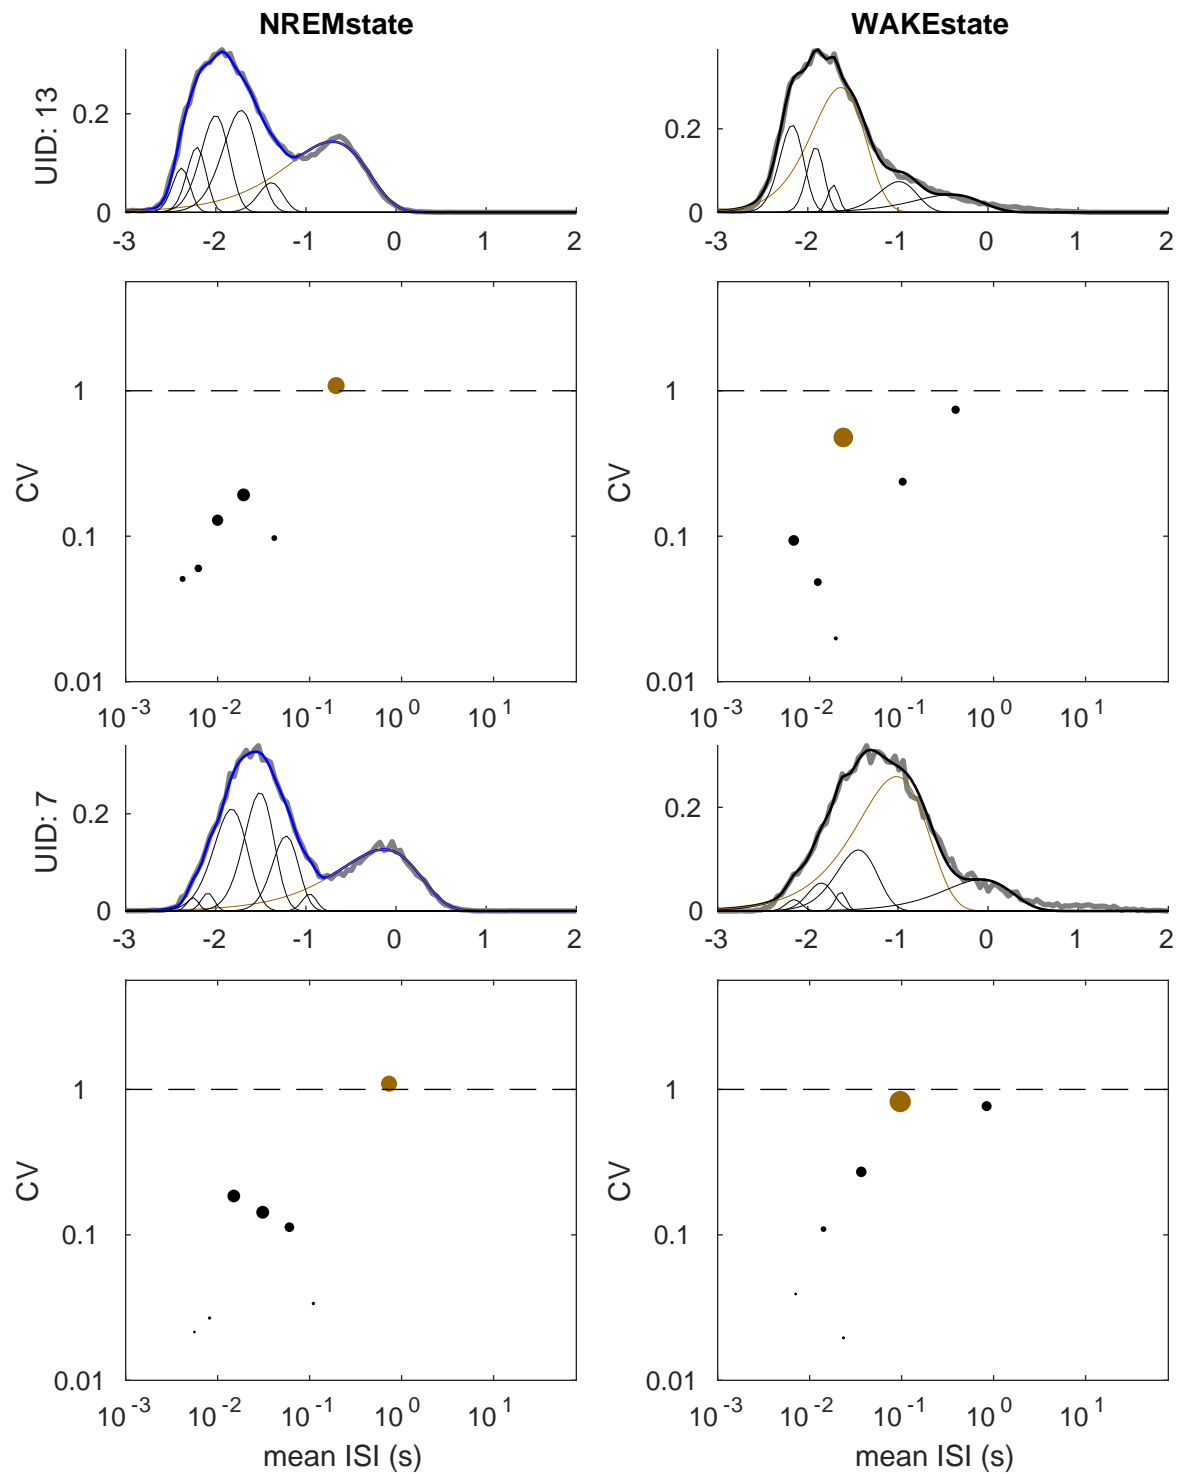 NREMstate WAKEstate
UID: 13
0.2 0.2
0 0
-3 -2 -1 0 1 2 -3 -2 -1 0 1 2
CV CV
1 1
0.1 0.1
0.01 0.01
10^-3 10^-2 10^-1 10^0 10^1 10^-3 10^-2 10^-1 10^0 10^1
UID: 7
0.2 0.2
0 0
-3 -2 -1 0 1 2 -3 -2 -1 0 1 2
CV CV
1 1
0.1 0.1
0.01 0.01
10^-3 10^-2 10^-1 10^0 10^1 10^-3 10^-2 10^-1 10^0 10^1
mean ISI (s) mean ISI (s)